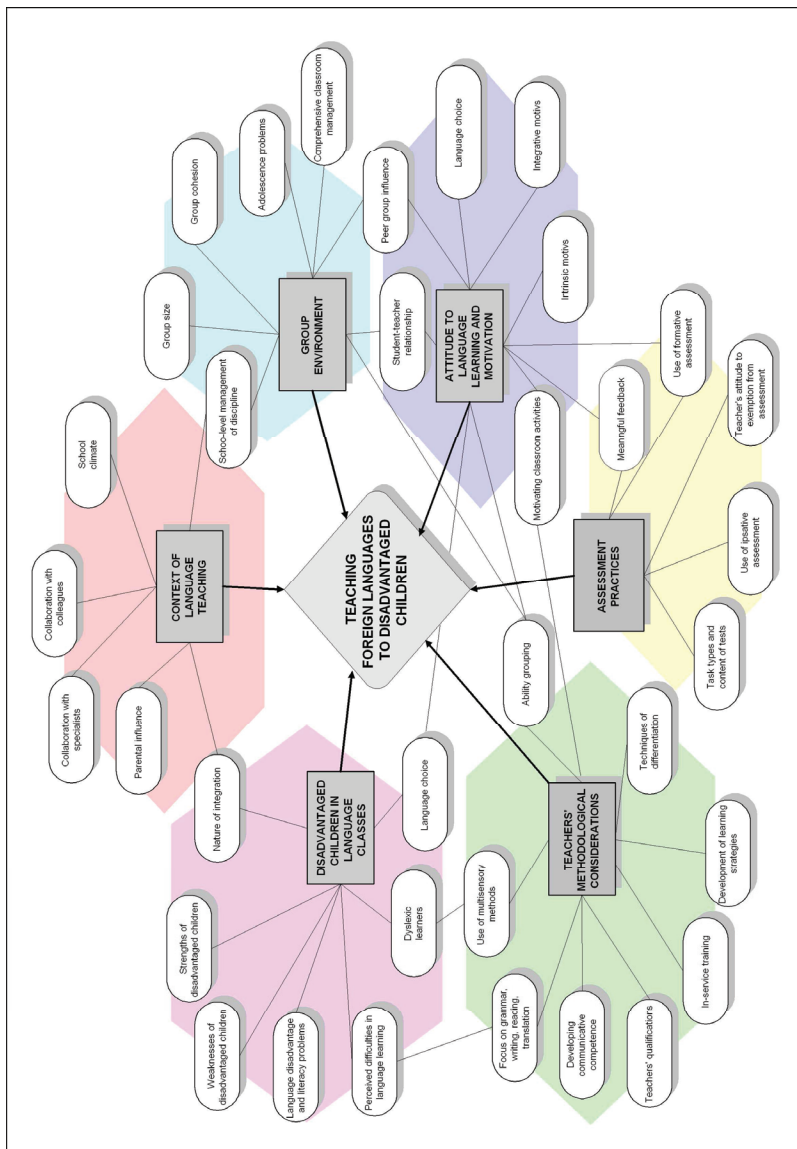 Weaknesses of
disadvantaged children
Strengths of
disadvantaged children
Language disadvantage
and literacy problems
Perceived difficulties in
language learning
Dyslexic
learners
Language choice
Nature of integration
DISADVANTAGED
CHILDREN IN
LANGUAGE
CLASSES
Collaboration with
specialists
Collaboration with
colleagues
School
climate
Parental influence
CONTEXT OF
LANGUAGE
TEACHING
Schoo-level management
of discipline
Group size
Group cohesion
Adolescence problems
Comprehensive classroom
management
GROUP
ENVIRONMENT
Peer group influence
Student-teacher
relationship
TEACHING
FOREIGN LANGUAGES
TO DISADVANTAGED
CHILDREN
ATTITUDE TO
LANGUAGE
LEARNING AND
MOTIVATION
Language choice
Integrative motivs
Intrinsic motivs
Motivating classroom activities
Ability grouping
Focus on grammar,
writing, reading,
translation
Use of multisensory
methods
Developing
communicative
competence
Teachers' qualifications
In-service training
Development of learning
strategies
Techniques of
differentiation
TEACHERS'
METHODOLOGICAL
CONSIDERATIONS
ASSESSMENT
PRACTICES
Meanngful feedback
Use of formative
assessment
Teacher's attitude to
exemption from
assessment
Use of ipsative
assessment
Task types and
content of tests